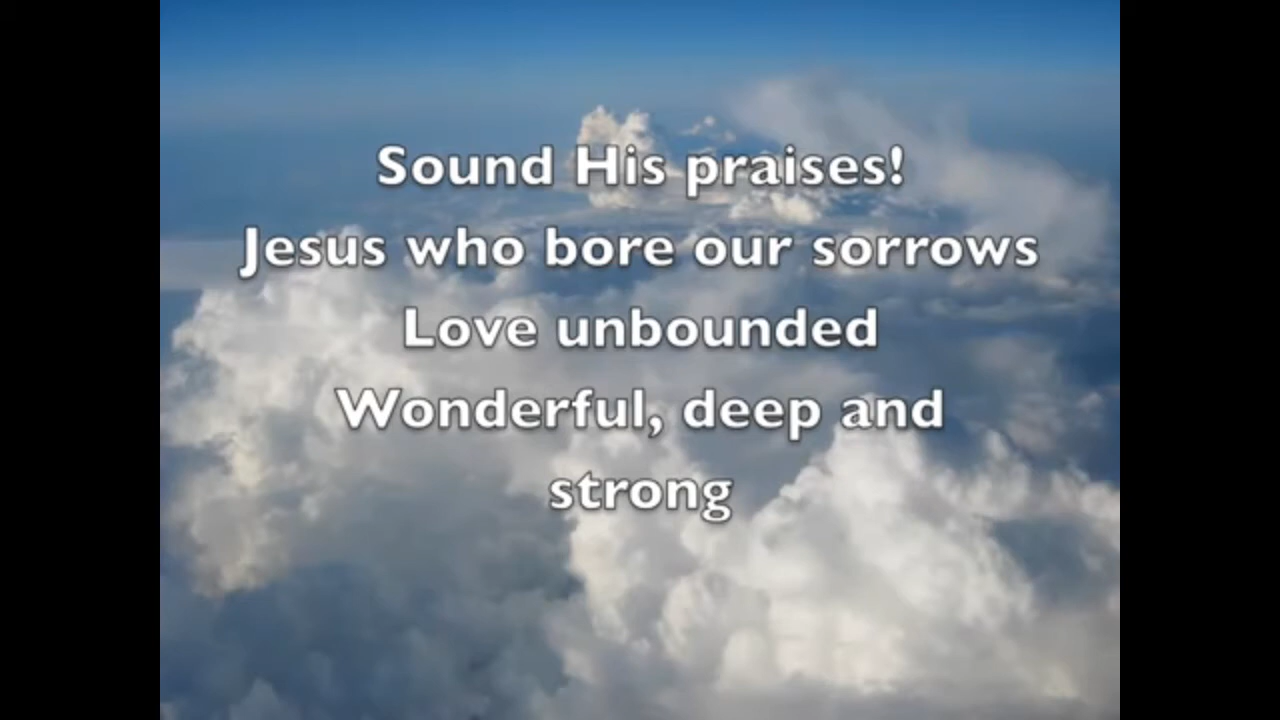 Sound His praises!
Jesus who bore our sorrows
Love unbounded
Wonderful, deep and
strong